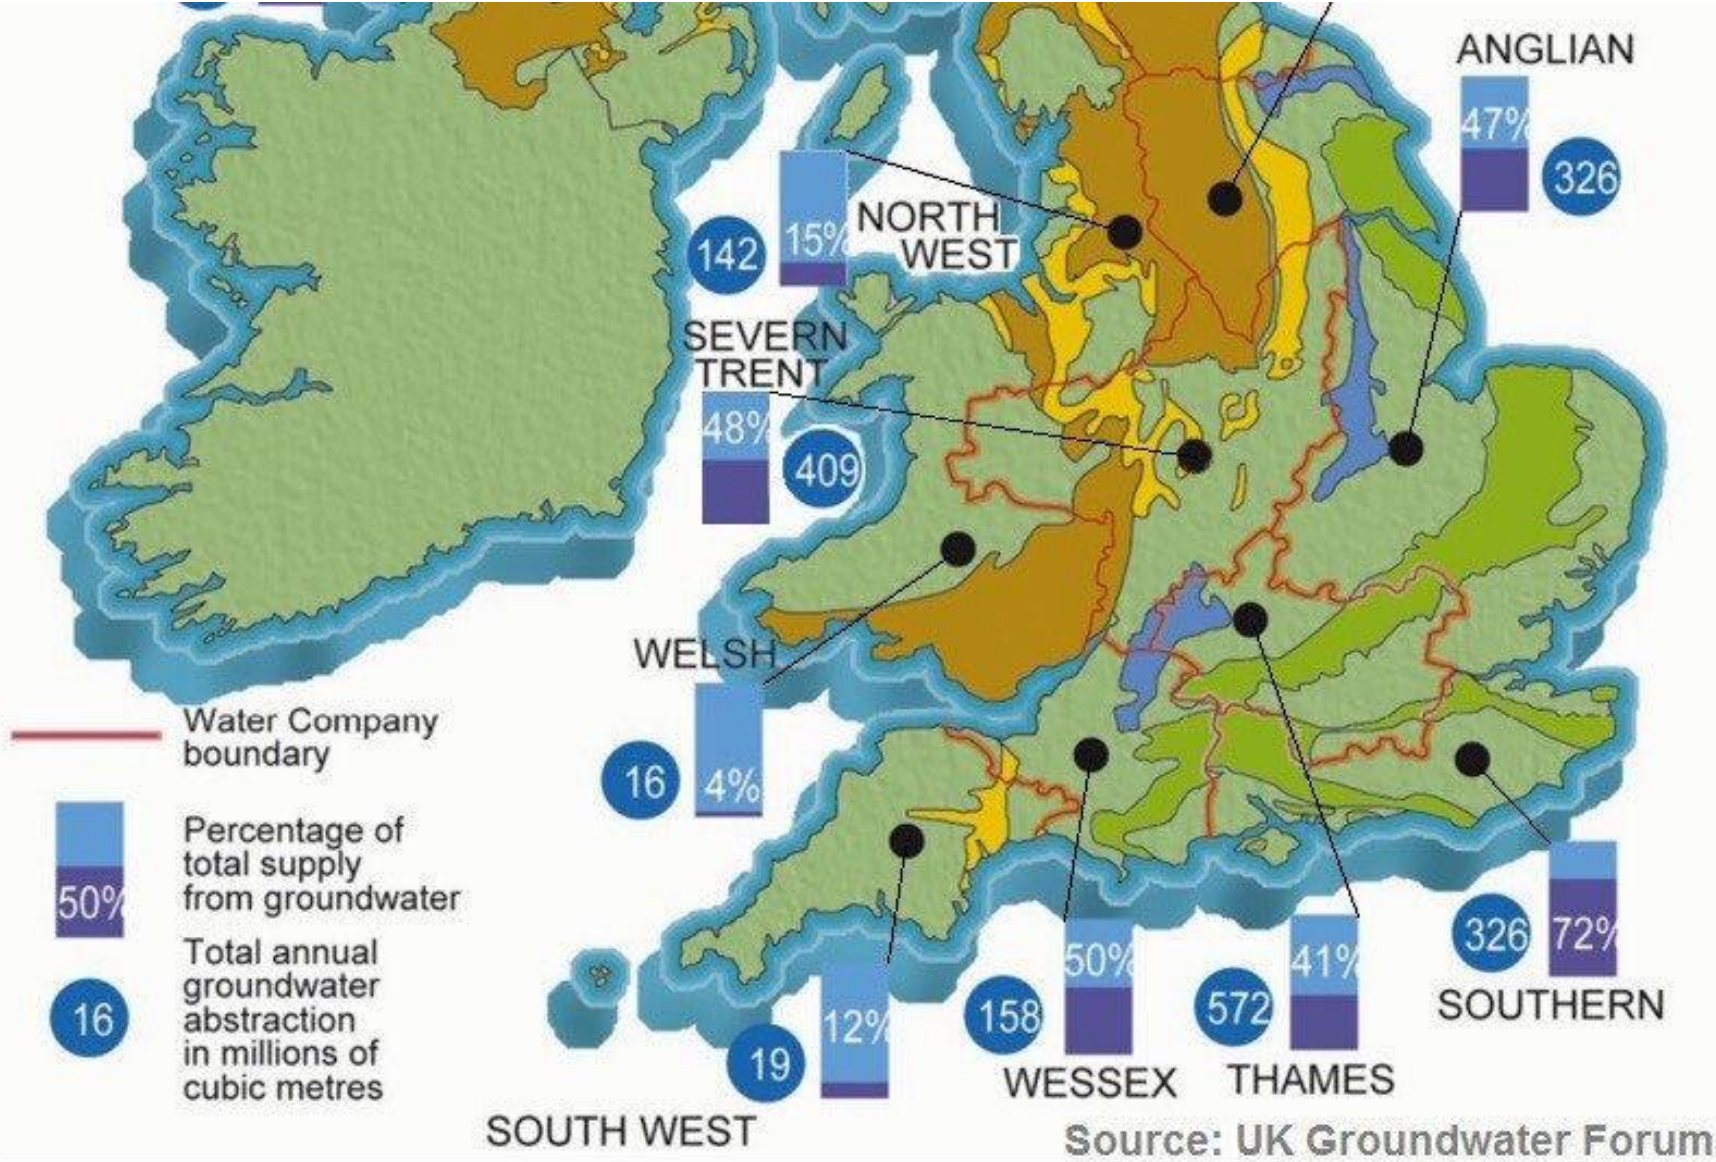 ANGLIAN
47%
326
142
15%
NORTH
WEST
SEVERN
TRENT
48%
409
WELSH
16
4%
Water Company
boundary
50%
Percentage of
total supply
from groundwater
16
Total annual
groundwater
abstraction
in millions of
cubic metres
19
12%
SOUTH WEST
158
50%
WESSEX
572
41%
THAMES
326
72%
SOUTHERN
Source: UK Groundwater Forum